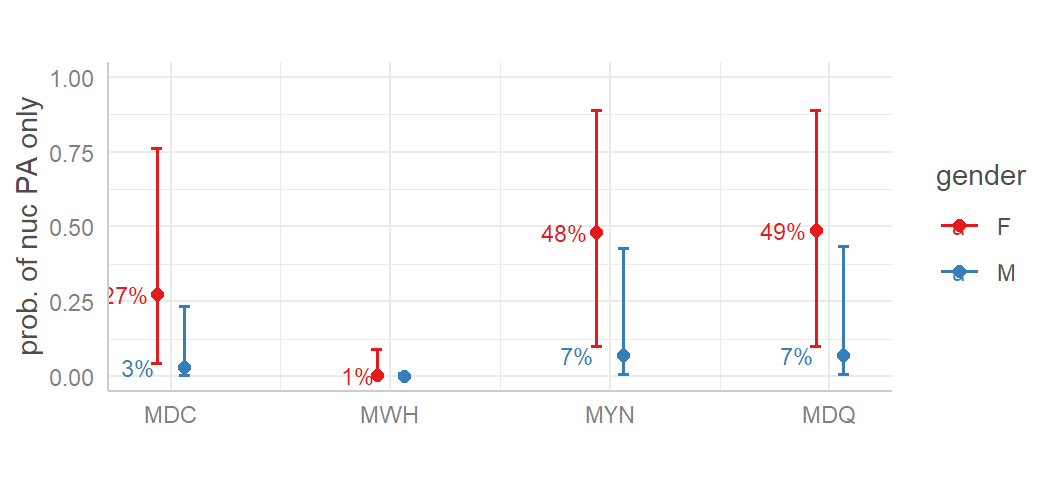 prob. of nuc PA only
1.00
0.75
0.50
0.25
0.00
27%
3%
1%
48%
7%
49%
7%
MDC MWH MYN MDQ
gender
a F
a M